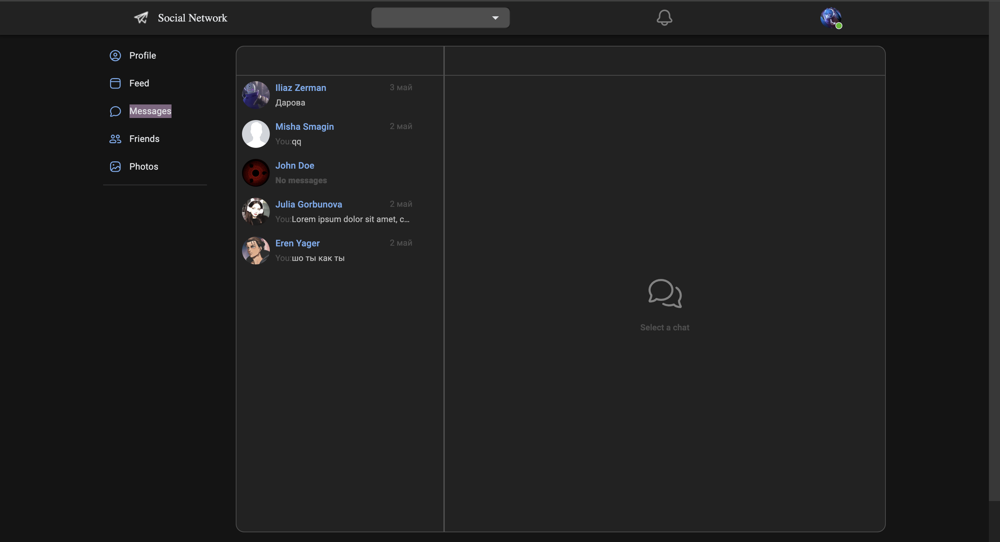 Social Network
Profile
Feed
Messages
Friends
Photos
Iliaz Zerman 3 май
Дарова
Misha Smagin 2 май
You:qq
John Doe
No messages
Julia Gorbunova 2 май
You:Lorem ipsum dolor sit amet, c...
Eren Yager 2 май
You:шо ты как ты
Select a chat